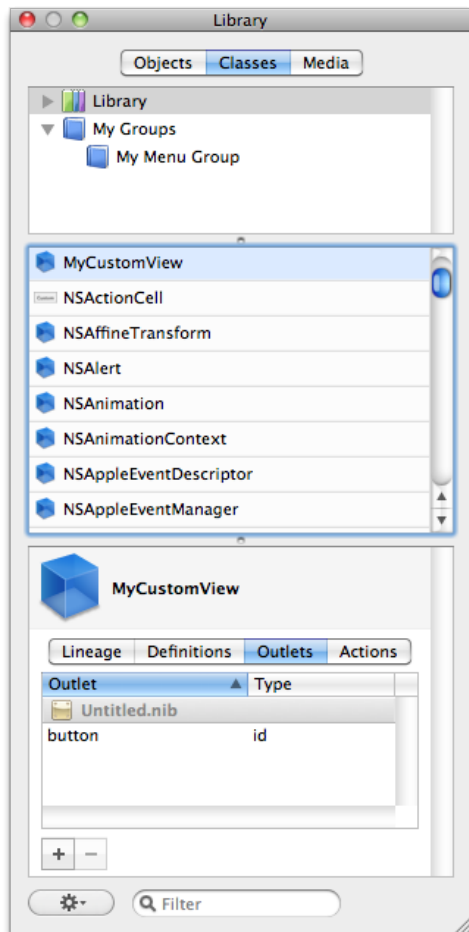 Library
Objects Classes Media
Library
My Groups
My Menu Group
MyCustomView
Custom NSActionCell
NSAffineTransform
NSAlert
NSAnimation
NSAnimationContext
NSAppleEventDescriptor
NSAppleEventManager
MyCustomView
Lineage Definitions Outlets Actions
Outlet Type
Untitled.nib
button id
Filter